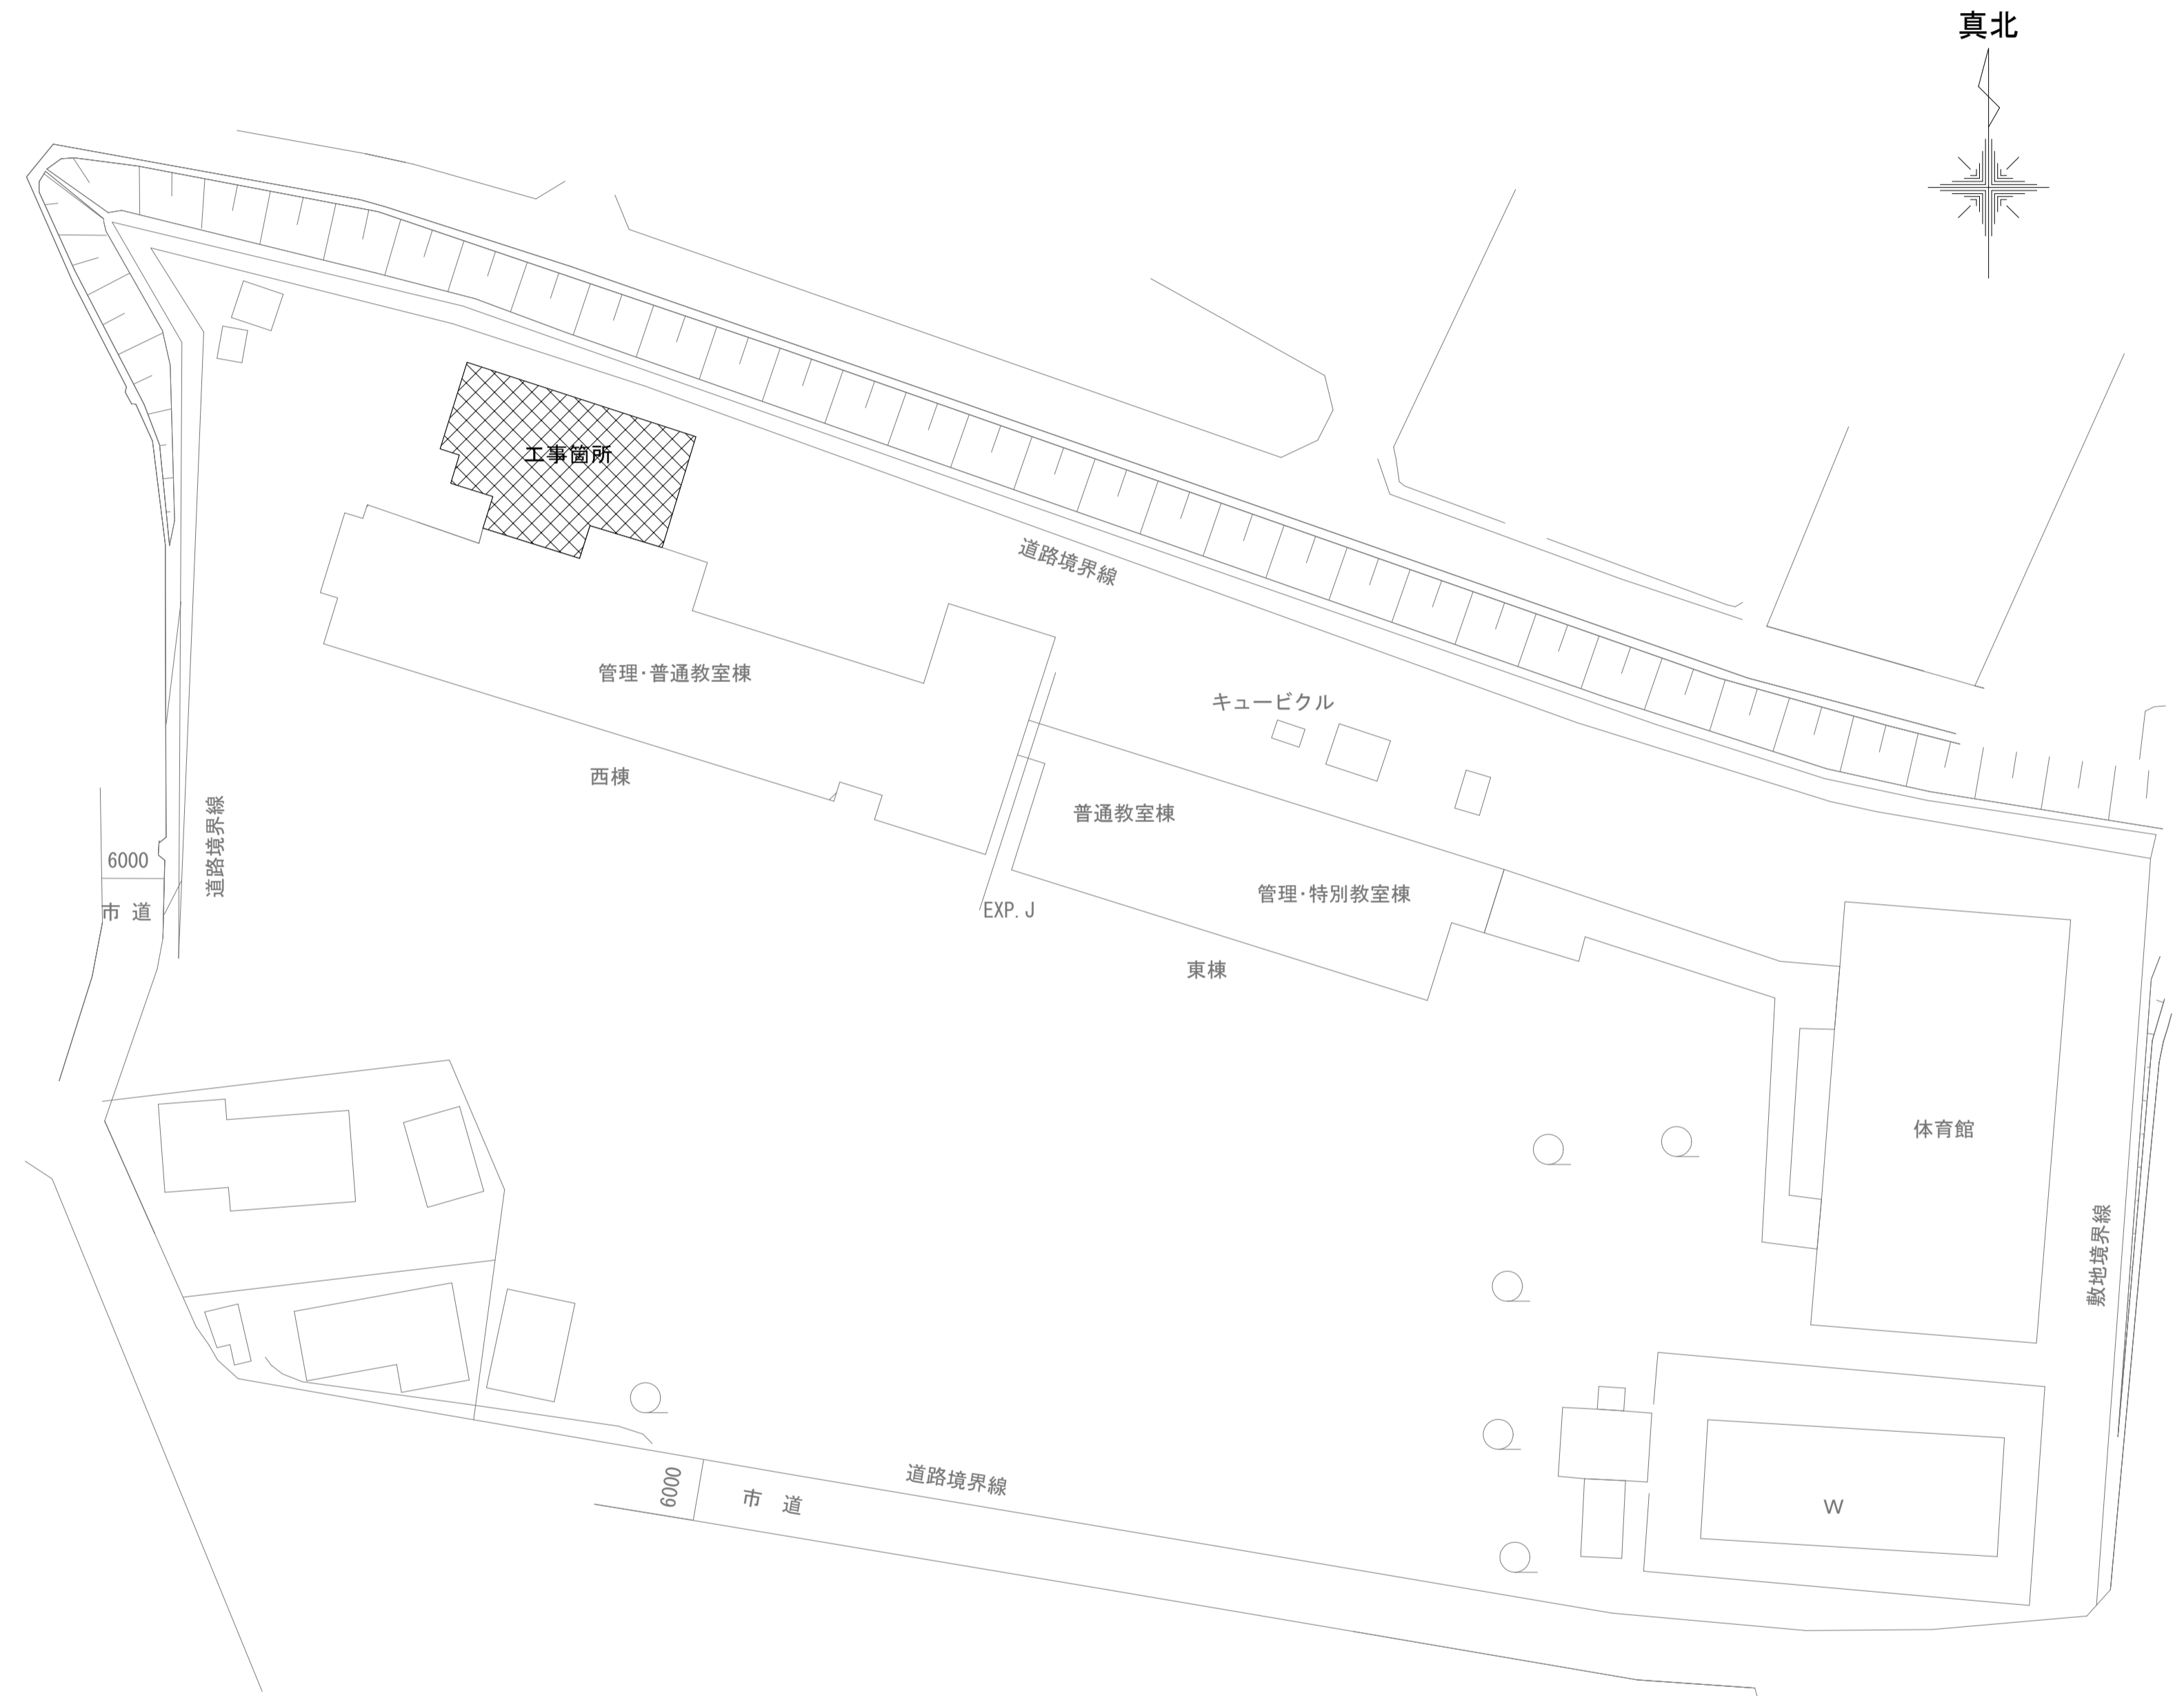 真北
工事箇所
道路境界線
管理・普通教室棟
キュービクル
西棟
普通教室棟
道路境界線
6000
管理・特別教室棟
市 道
EXP.J
東棟
体育館
敷地境界線
道路境界線
6000
市 道
W